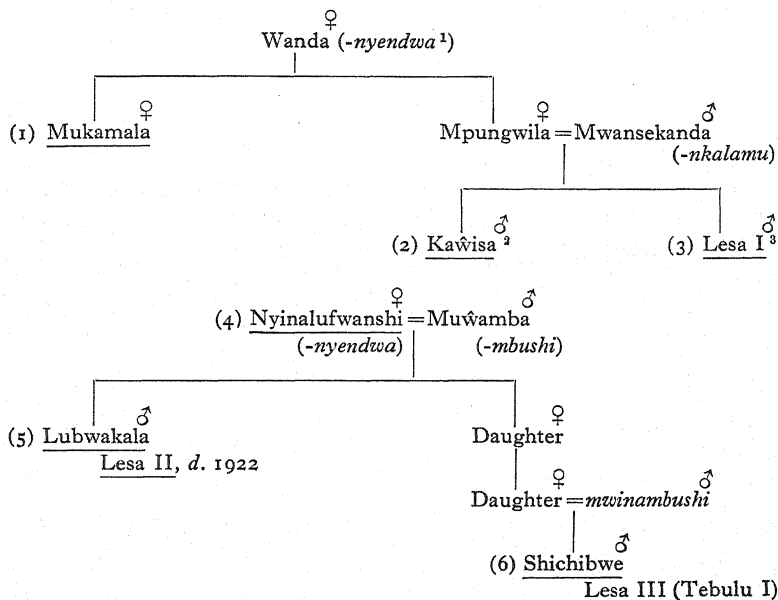 ♀
Wanda (-nyendwa¹)
♀ ♀ ♂
(1) Mukamala Mpungwila = Mwansekanda
(-nkalamu)
♂ ♂
(2) Kaŵisa² (3) Lesa I³
♀ ♂
(4) Nyinalufwanshi = Muŵamba
(-nyendwa) (-mbushi)
♂ ♀
(5) Lubwakala Daughter
Lesa II, d. 1922
♀ ♂
Daughter = mwinambushi
♂
(6) Shichibwe
Lesa III (Tebulu I)